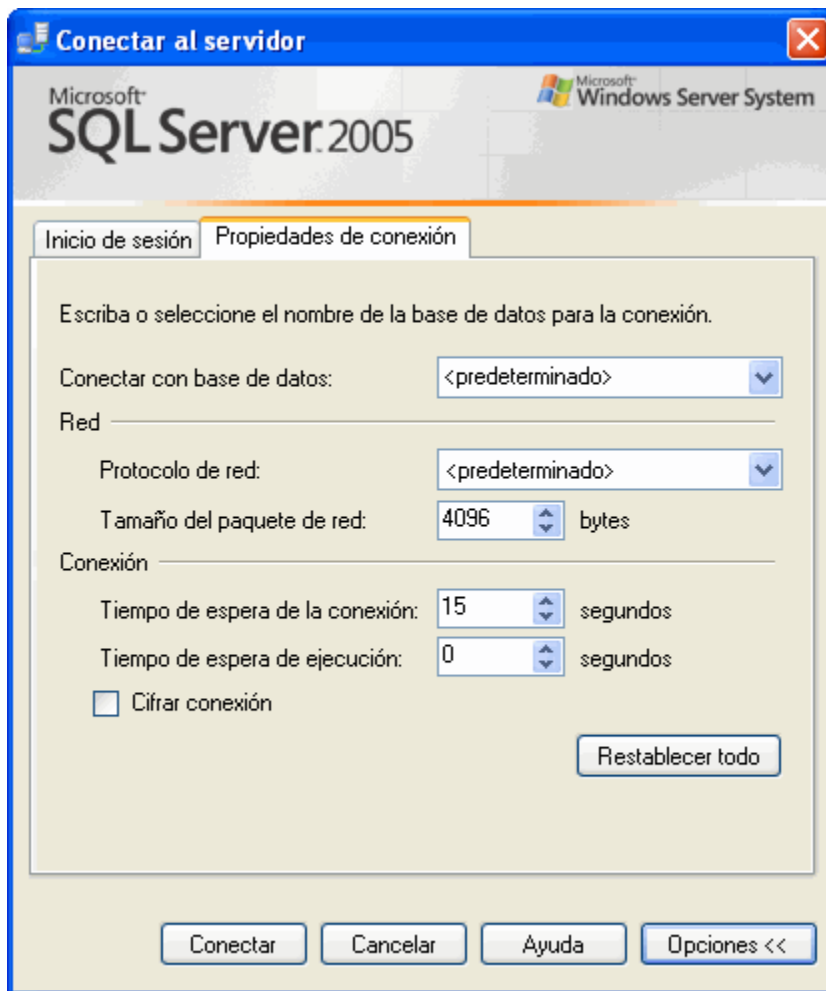 Conectar al servidor
Microsoft
SQL Server 2005
Microsoft
Windows Server System
Inicio de sesión
Propiedades de conexión
Escriba o seleccione el nombre de la base de datos para la conexión.
Conectar con base de datos: <predeterminado>
Red
Protocolo de red: <predeterminado>
Tamaño del paquete de red: 4096 bytes
Conexión
Tiempo de espera de la conexión: 15 segundos
Tiempo de espera de ejecución: 0 segundos
Cifrar conexión
Restablecer todo
Conectar Cancelar Ayuda Opciones <<